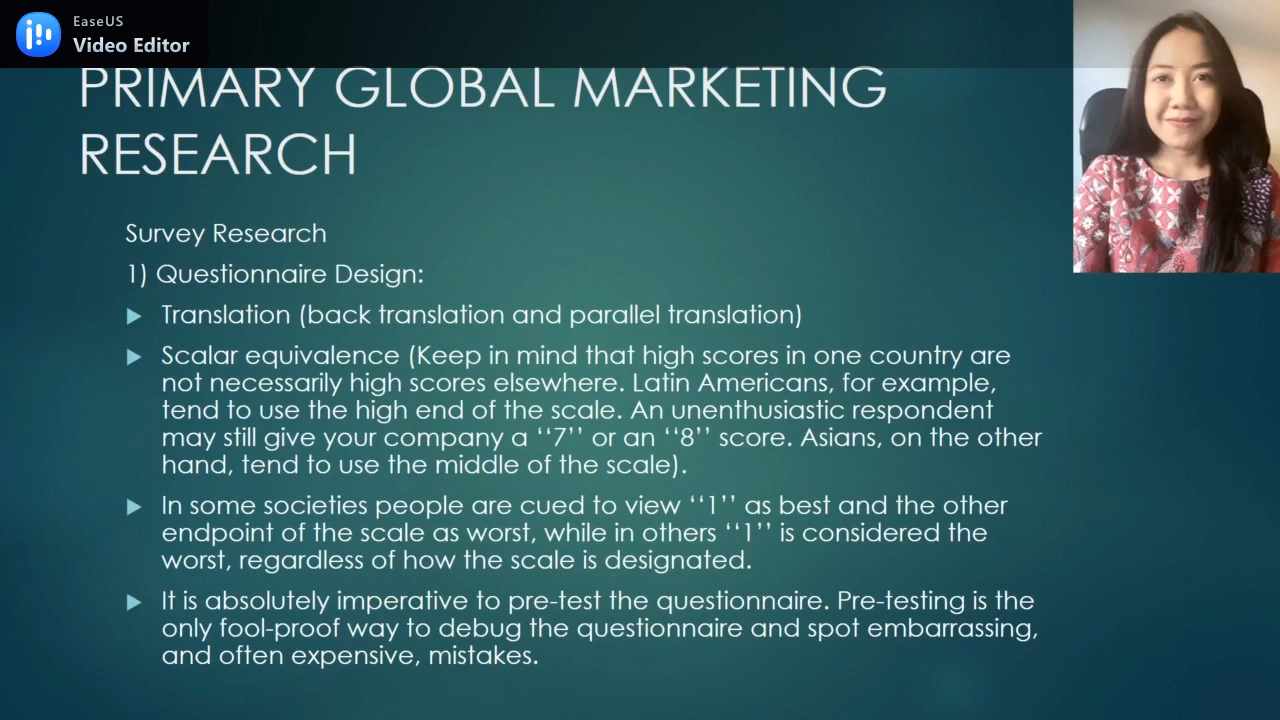 EaseUS
Video Editor
PRIMARY GLOBAL MARKETING
RESEARCH
Survey Research
1) Questionnaire Design:
Translation (back translation and parallel translation)
Scalar equivalence (Keep in mind that high scores in one country are
not necessarily high scores elsewhere. Latin Americans, for example,
tend to use the high end of the scale. An unenthusiastic respondent
may still give your company a ‘‘7’’ or an ‘‘8’’ score. Asians, on the other
hand, tend to use the middle of the scale).
In some societies people are cued to view ‘‘1’’ as best and the other
endpoint of the scale as worst, while in others ‘‘1’’ is considered the
worst, regardless of how the scale is designated.
It is absolutely imperative to pre-test the questionnaire. Pre-testing is the
only fool-proof way to debug the questionnaire and spot embarrassing,
and often expensive, mistakes.